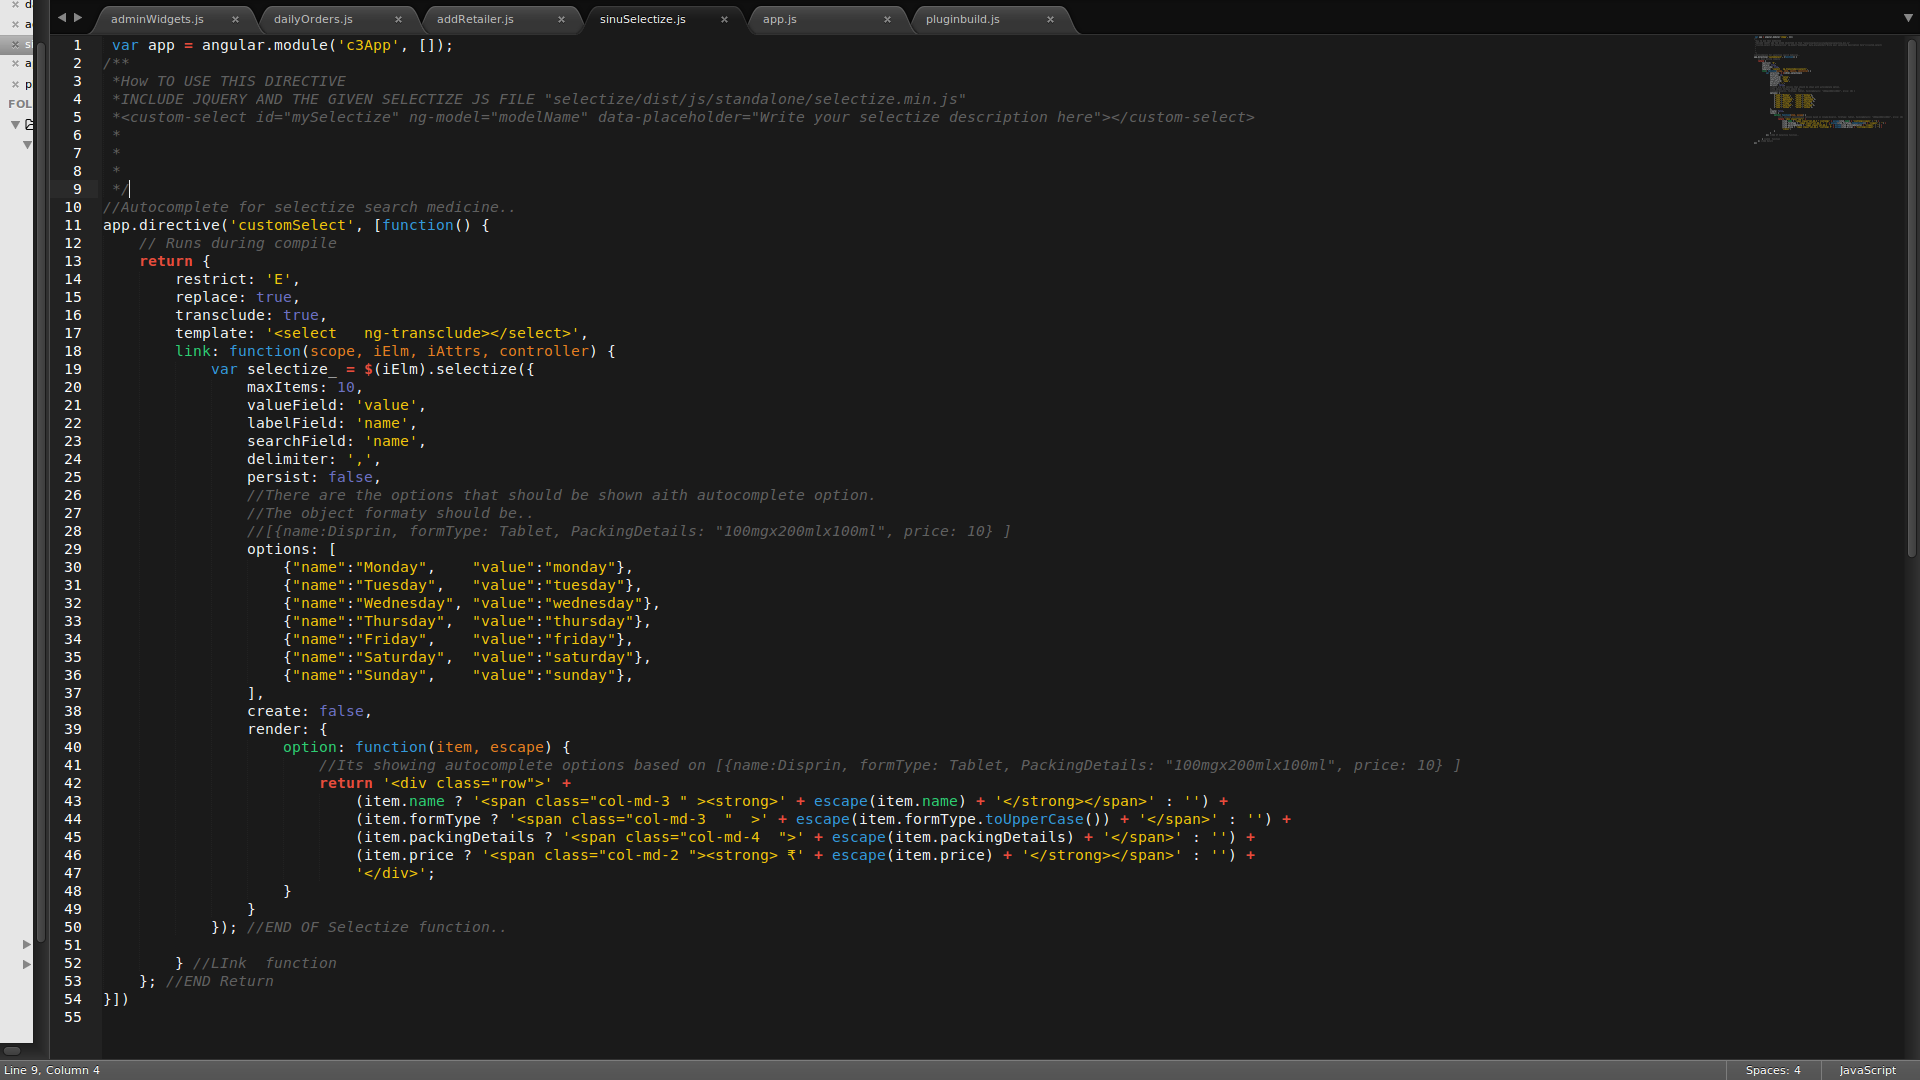 adminWidgets.js × dailyOrders.js × addRetailer.js × sinuSelectize.js × app.js × pluginbuild.js ×
FOL
1 var app = angular.module('c3App', []);
2 /**
3 *How TO USE THIS DIRECTIVE
4 *INCLUDE JQUERY AND THE GIVEN SELECTIZE JS FILE "selectize/dist/js/standalone/selectize.min.js"
5 *<custom-select id="mySelectize" ng-model="modelName" data-placeholder="Write your selectize description here"></custom-select>
6 *
7 *
8 *
9 */
10 //Autocomplete for selectize search medicine..
11 app.directive('customSelect', [function() {
12 // Runs during compile
13 return {
14 restrict: 'E',
15 replace: true,
16 transclude: true,
17 template: '<select   ng-transclude></select>',
18 link: function(scope, iElm, iAttrs, controller) {
19 var selectize_ = $(iElm).selectize({
20 maxItems: 10,
21 valueField: 'value',
22 labelField: 'name',
23 searchField: 'name',
24 delimiter: ',',
25 persist: false,
26 //There are the options that should be shown aith autocomplete option.
27 //The object formaty should be..
28 //[{name:Disprin, formType: Tablet, PackingDetails: "100mgx200mlx100ml", price: 10} ]
29 options: [
30 {"name":"Monday",    "value":"monday"},
31 {"name":"Tuesday",   "value":"tuesday"},
32 {"name":"Wednesday", "value":"wednesday"},
33 {"name":"Thursday",  "value":"thursday"},
34 {"name":"Friday",    "value":"friday"},
35 {"name":"Saturday",  "value":"saturday"},
36 {"name":"Sunday",    "value":"sunday"},
37 ],
38 create: false,
39 render: {
40 option: function(item, escape) {
41 //Its showing autocomplete options based on [{name:Disprin, formType: Tablet, PackingDetails: "100mgx200mlx100ml", price: 10} ]
42 return '<div class="row">' +
43 (item.name ? '<span class="col-md-3 " ><strong>' + escape(item.name) + '</strong></span>' : '') +
44 (item.formType ? '<span class="col-md-3  "  >' + escape(item.formType.toUpperCase()) + '</span>' : '') +
45 (item.packingDetails ? '<span class="col-md-4  ">' + escape(item.packingDetails) + '</span>' : '') +
46 (item.price ? '<span class="col-md-2 "><strong> ₹' + escape(item.price) + '</strong></span>' : '') +
47 '</div>';
48 }
49 }
50 }); //END OF Selectize function..
51
52 } //LInk  function
53 }; //END Return
54 }])
55
Line 9, Column 4 Spaces: 4 JavaScript